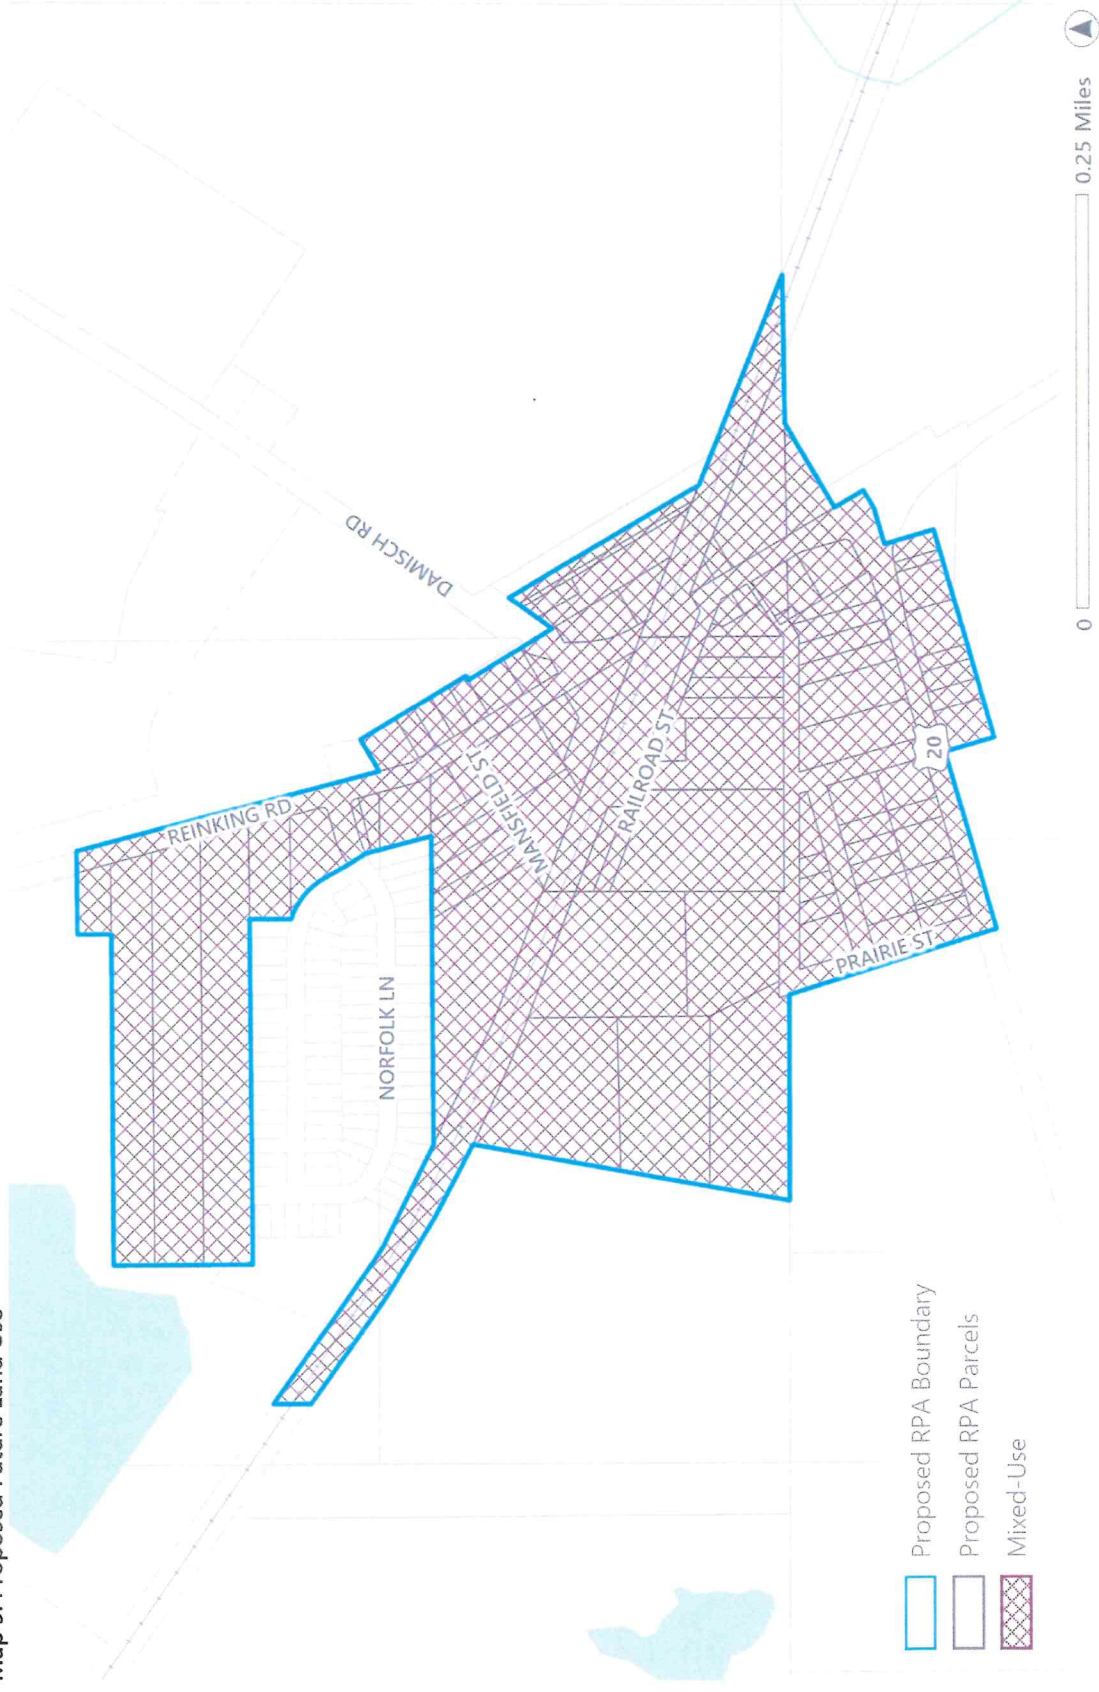 DAMISCH RD
REINKING RD
MANSFIELD ST
RAILROAD ST
NORFOLK LN
20
PRAIRIE ST
Proposed RPA Boundary
Proposed RPA Parcels
Mixed-Use
0 0.25 Miles